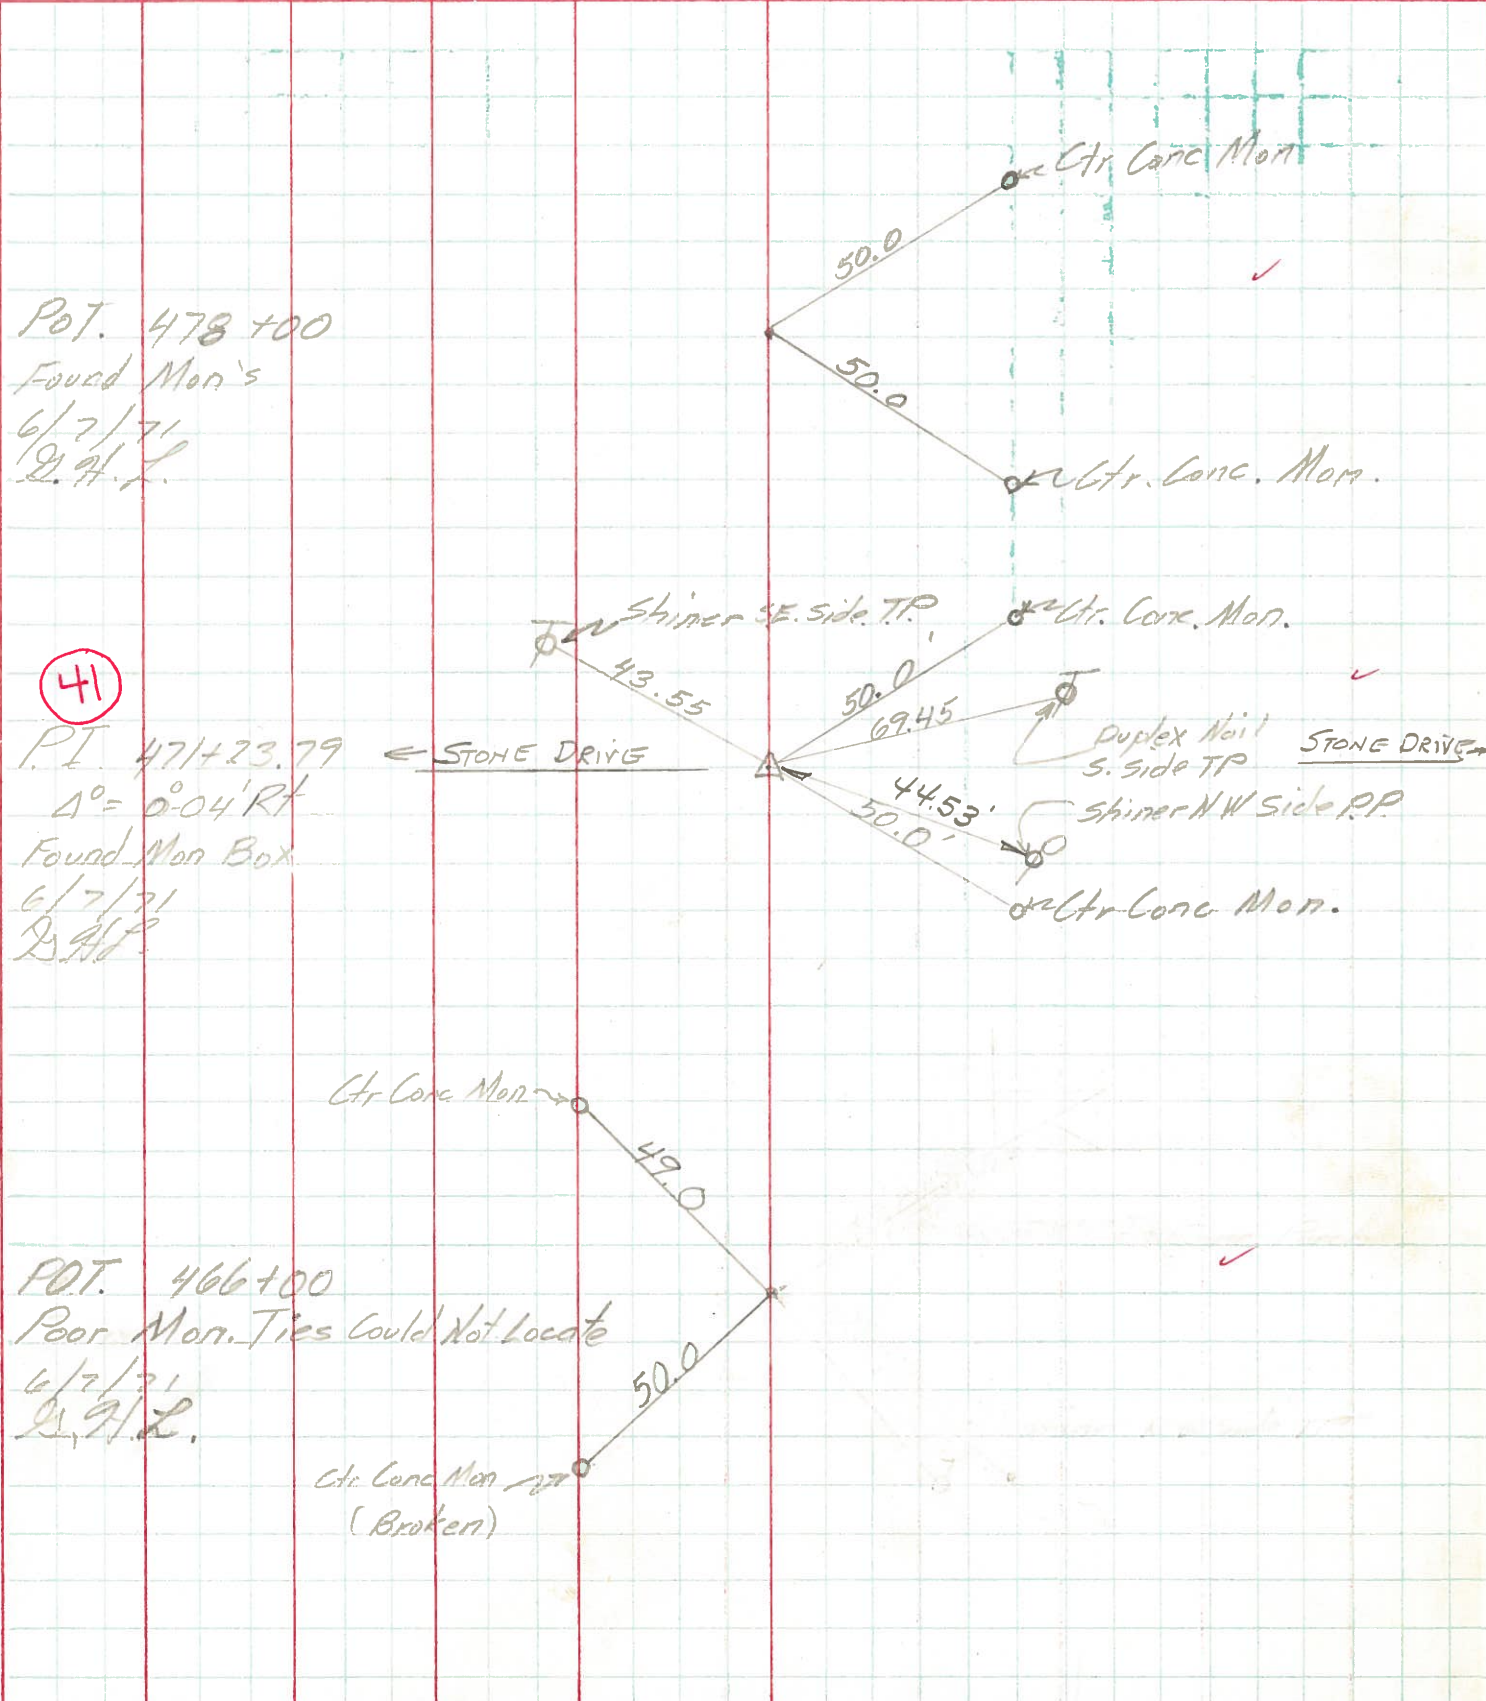 Ctr Conc Mon
50.0
P.O.T. 478+00
Found Mon's
6/7/71
50.0
Ctr. Conc. Mon.
Shiner S.E. Side T.P.
Ctr. Conc. Mon.
43.55
50.0'
69.45
41
Duplex Nail
S. Side TP
P.I. 471+23.79
← STONE DRIVE
STONE DRIVE →
Δ° = 0°-04' Rt
44.53'
50.0'
Shiner NW Side P.P.
Found Mon Box
6/7/71
Ctr Conc Mon.
Ctr Conc Mon
49.0
P.O.T. 466+00
Poor Mon. Ties Could Not Locate
6/7/71
50.0
Ctr Conc Mon
(Broken)